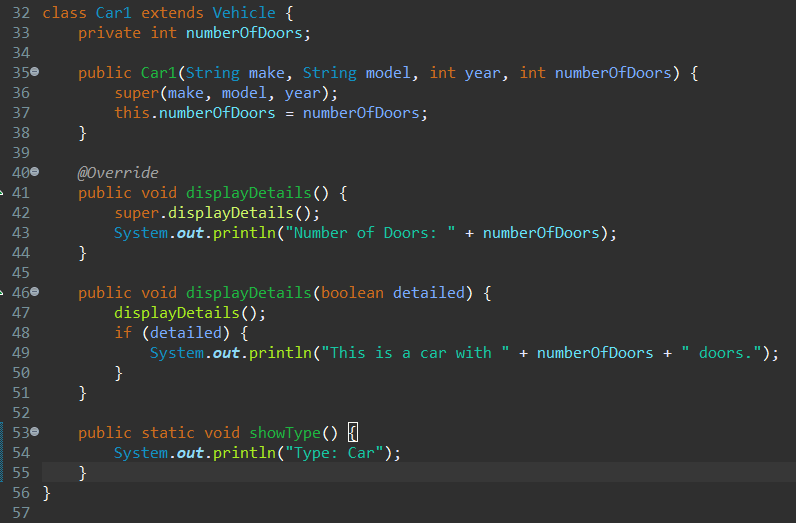 32 class Car1 extends Vehicle {
33     private int numberOfDoors;
34
35     public Car1(String make, String model, int year, int numberOfDoors) {
36         super(make, model, year);
37         this.numberOfDoors = numberOfDoors;
38     }
39
40     @Override
41     public void displayDetails() {
42         super.displayDetails();
43         System.out.println("Number of Doors: " + numberOfDoors);
44     }
45
46     public void displayDetails(boolean detailed) {
47         displayDetails();
48         if (detailed) {
49             System.out.println("This is a car with " + numberOfDoors + " doors.");
50         }
51     }
52
53     public static void showType() {
54         System.out.println("Type: Car");
55     }
56 }
57